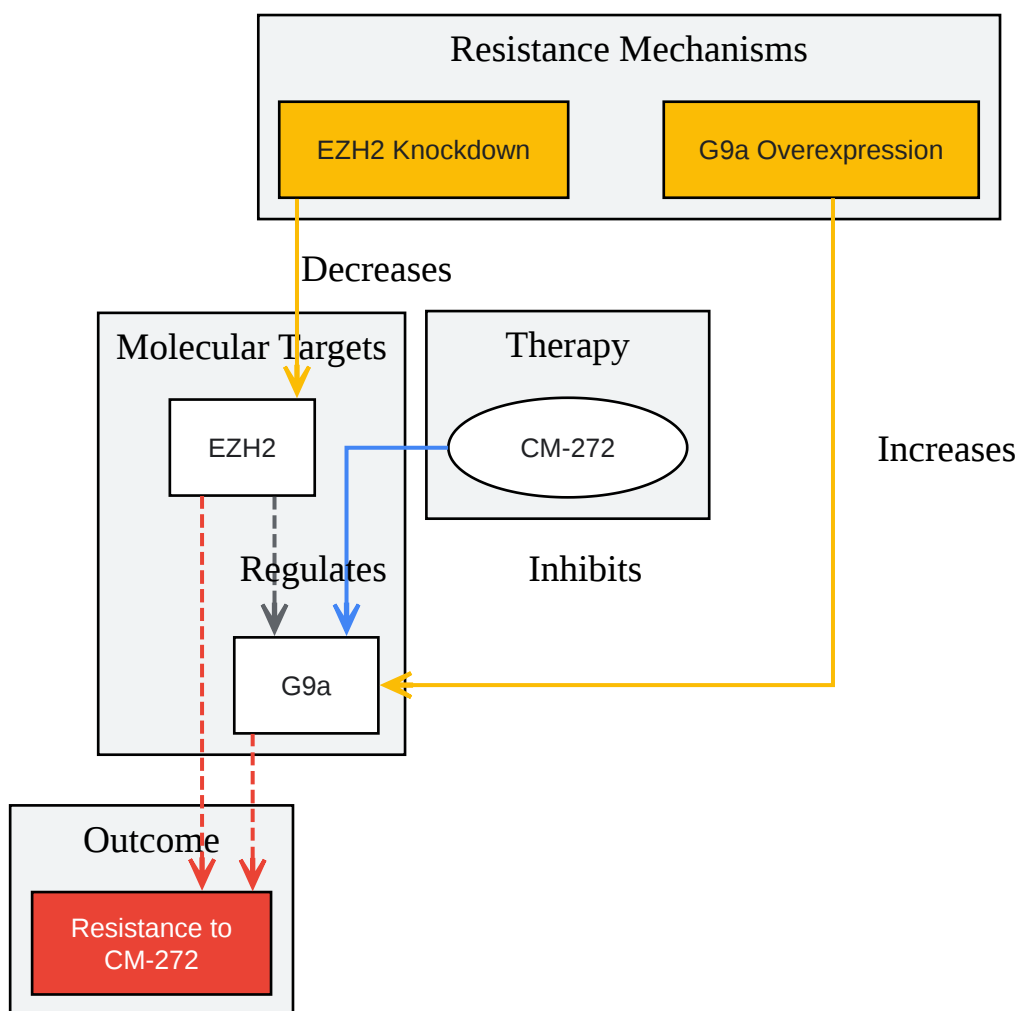 Resistance Mechanisms
EZH2 Knockdown
G9a Overexpression
Decreases
Molecular Targets
Therapy
EZH2
CM-272
Increases
Regulates
Inhibits
G9a
Outcome
Resistance to
CM-272